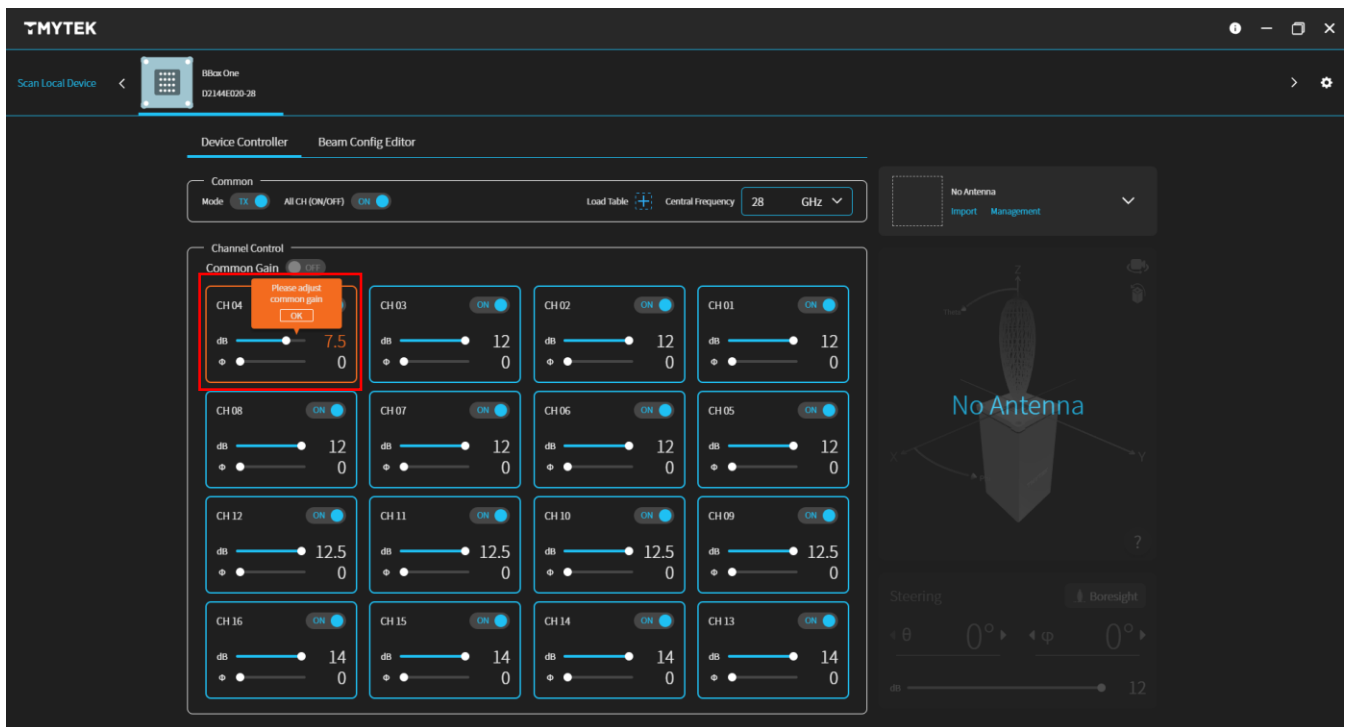 TMYTEK
Scan Local Device
BBox One
D2144E020-28
Device Controller Beam Config Editor
Common
Mode TX All CH (ON/OFF) ON Load Table Central Frequency 28 GHz
No Antenna
Import Management
Channel Control
Common Gain OFF
Please adjust
common gain
OK
CH 04 CH 03 ON CH 02 ON CH 01 ON
dB 7.5 dB 12 dB 12 dB 12
Φ 0 Φ 0 Φ 0 Φ 0
CH 08 ON CH 07 ON CH 06 ON CH 05 ON
dB 12 dB 12 dB 12 dB 12
Φ 0 Φ 0 Φ 0 Φ 0
CH 12 ON CH 11 ON CH 10 ON CH 09 ON
dB 12.5 dB 12.5 dB 12.5 dB 12.5
Φ 0 Φ 0 Φ 0 Φ 0
CH 16 ON CH 15 ON CH 14 ON CH 13 ON
dB 14 dB 14 dB 14 dB 14
Φ 0 Φ 0 Φ 0 Φ 0
Z
Theta
No Antenna
X Y
?
Steering Boresight
θ 0° φ 0°
dB 12